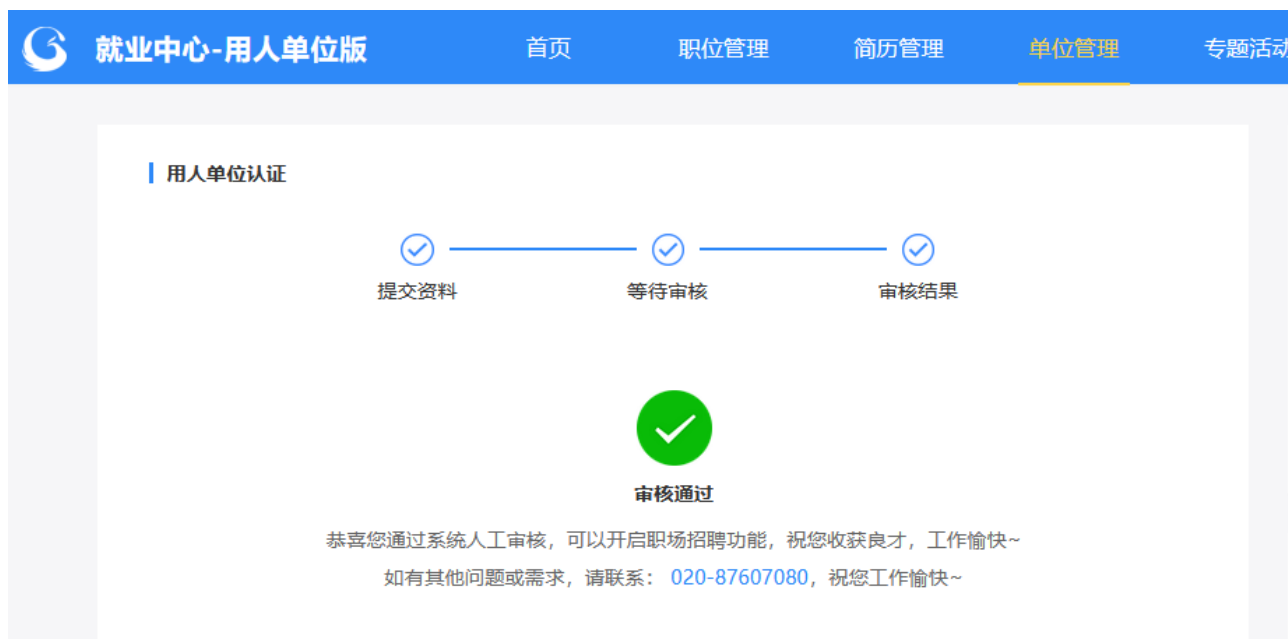 就业中心-用人单位版 首页 职位管理 简历管理 单位管理 专题活动
用人单位认证
提交资料 等待审核 审核结果
审核通过
恭喜您通过系统人工审核，可以开启职场招聘功能，祝您收获良才，工作愉快~
如有其他问题或需求，请联系： 020-87607080，祝您工作愉快~